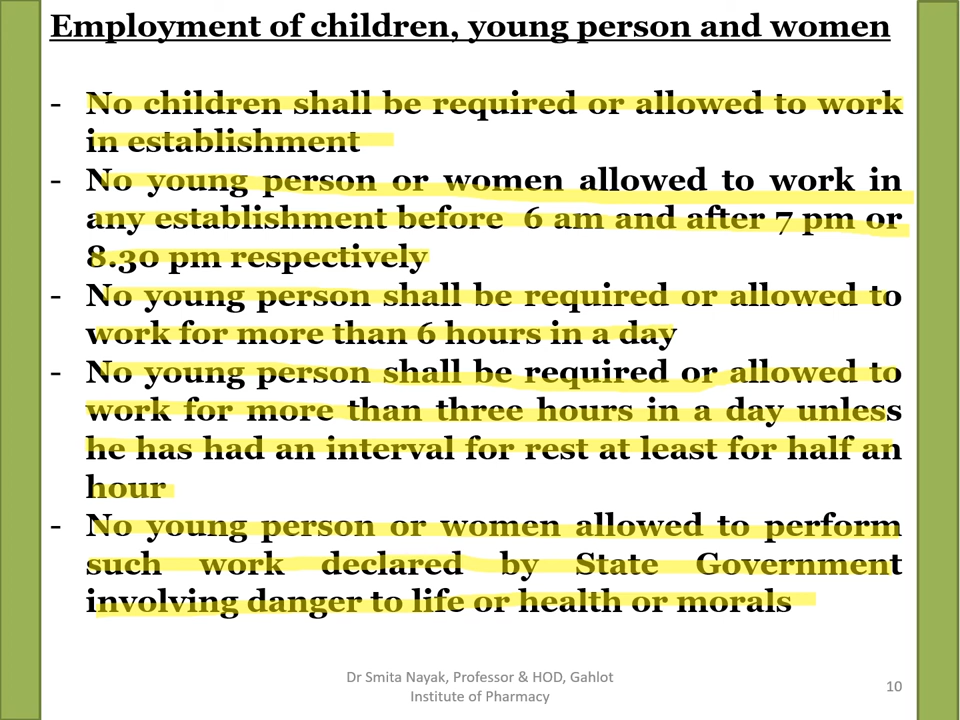 Employment of children, young person and women
- No children shall be required or allowed to work
in establishment
- No young person or women allowed to work in
any establishment before 6 am and after 7 pm or
8.30 pm respectively
- No young person shall be required or allowed to
work for more than 6 hours in a day
- No young person shall be required or allowed to
work for more than three hours in a day unless
he has had an interval for rest at least for half an
hour
- No young person or women allowed to perform
such work declared by State Government
involving danger to life or health or morals
Dr Smita Nayak, Professor & HOD, Gahlot
Institute of Pharmacy
10